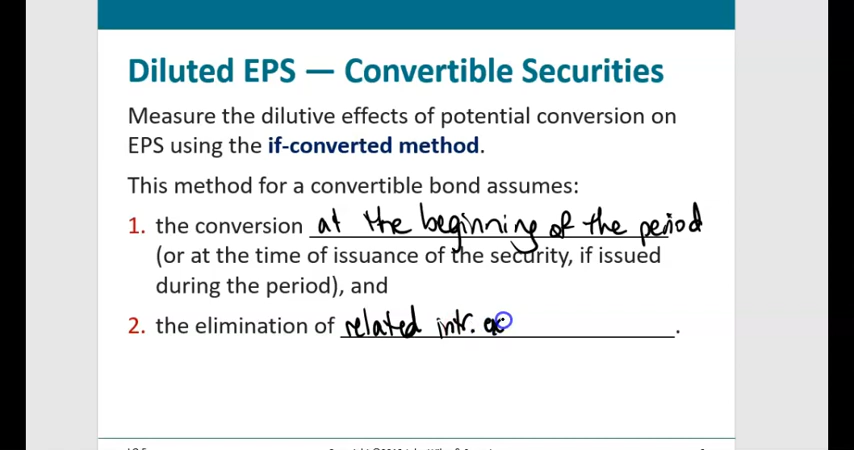 Diluted EPS — Convertible Securities
Measure the dilutive effects of potential conversion on
EPS using the if-converted method.
This method for a convertible bond assumes:
1. the conversion at the beginning of the period
(or at the time of issuance of the security, if issued
during the period), and
2. the elimination of related intr.